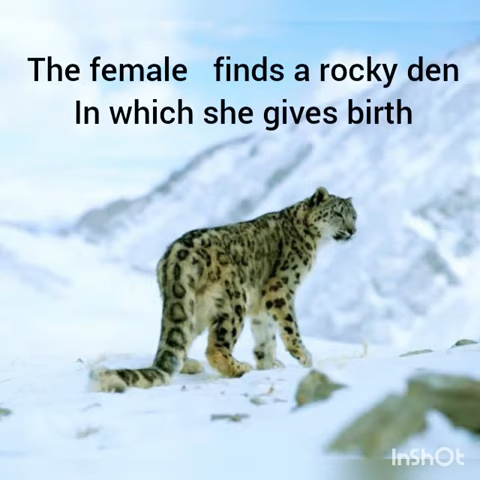 The female finds a rocky den
In which she gives birth
InShOt